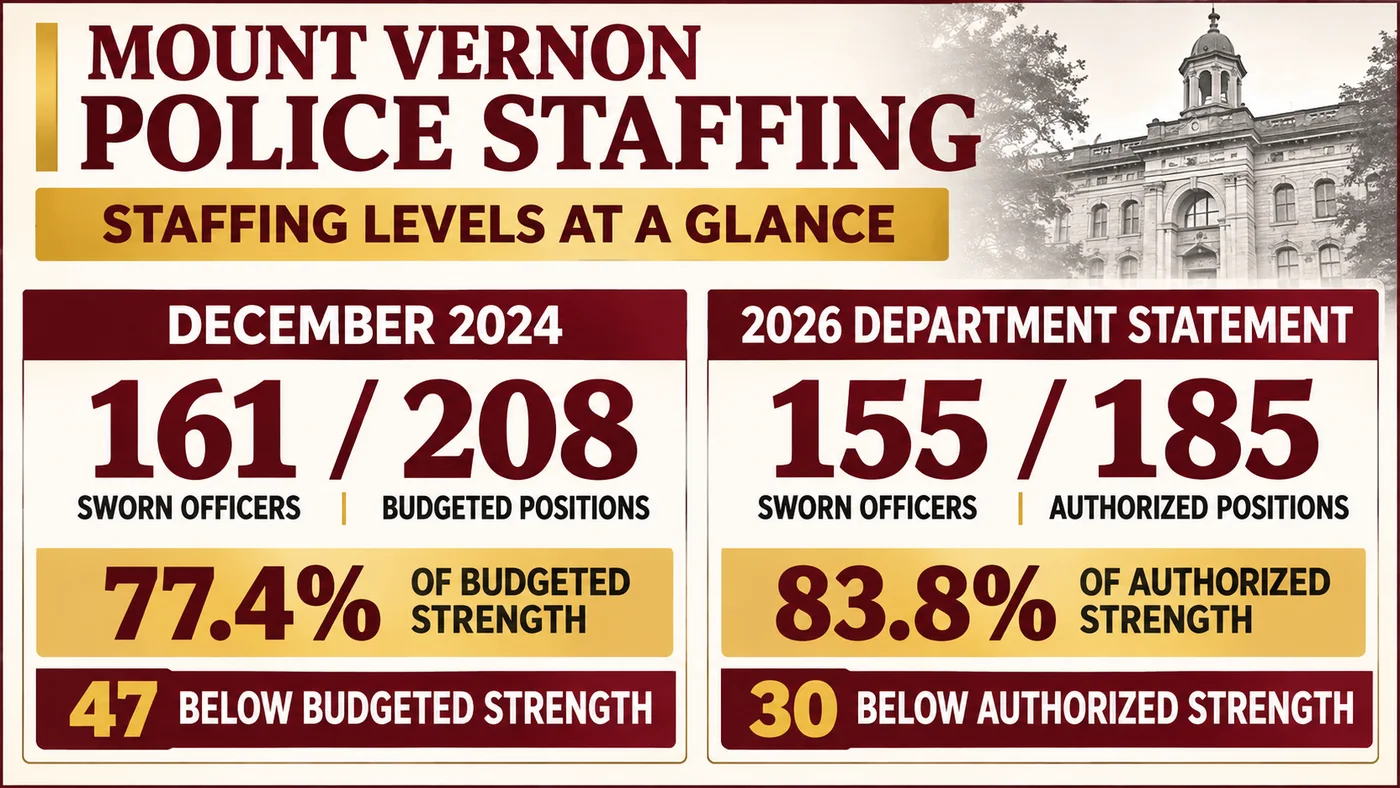 MOUNT VERNON
POLICE STAFFING
STAFFING LEVELS AT A GLANCE
DECEMBER 2024
161 / 208
SWORN OFFICERS | BUDGETED POSITIONS
77.4% OF BUDGETED
STRENGTH
47 BELOW BUDGETED STRENGTH
2026 DEPARTMENT STATEMENT
155 / 185
SWORN OFFICERS | AUTHORIZED POSITIONS
83.8% OF AUTHORIZED
STRENGTH
30 BELOW AUTHORIZED STRENGTH